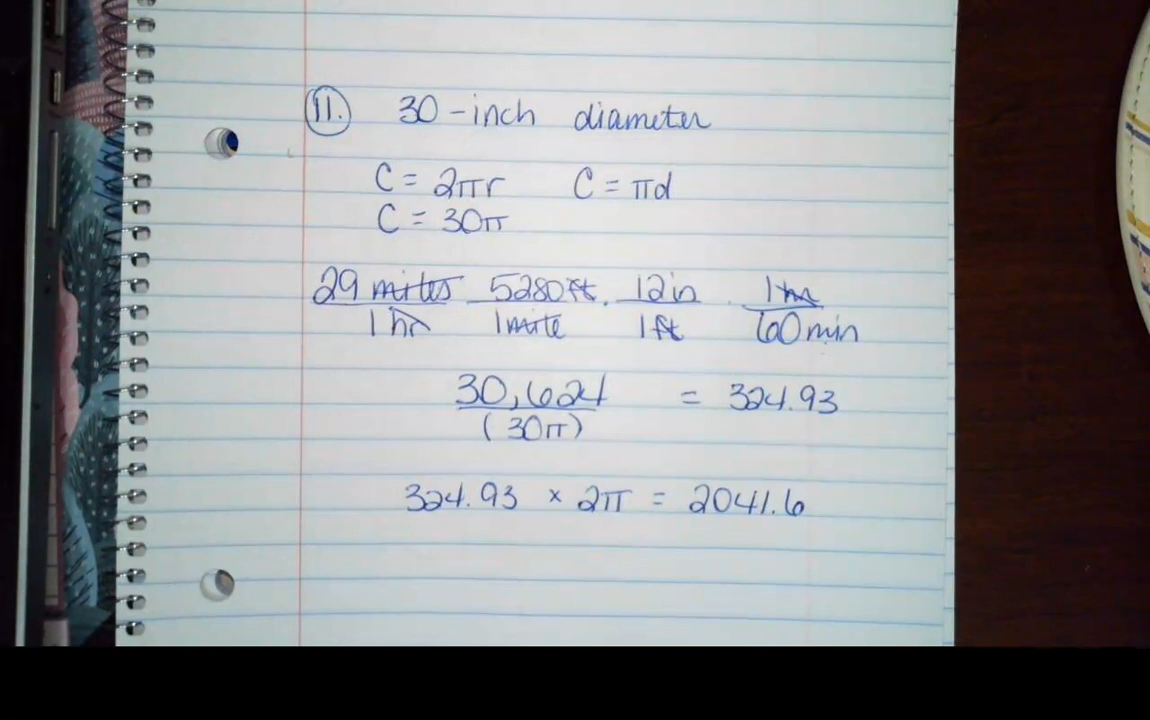 11. 30-inch diameter
C = 2πr C = πd
C = 30π
29 miles 5280 ft . 12 in . 1 hr
1 hr 1 mile 1 ft 60 min
30,624 = 324.93
(30π)
324.93 × 2π = 2041.6